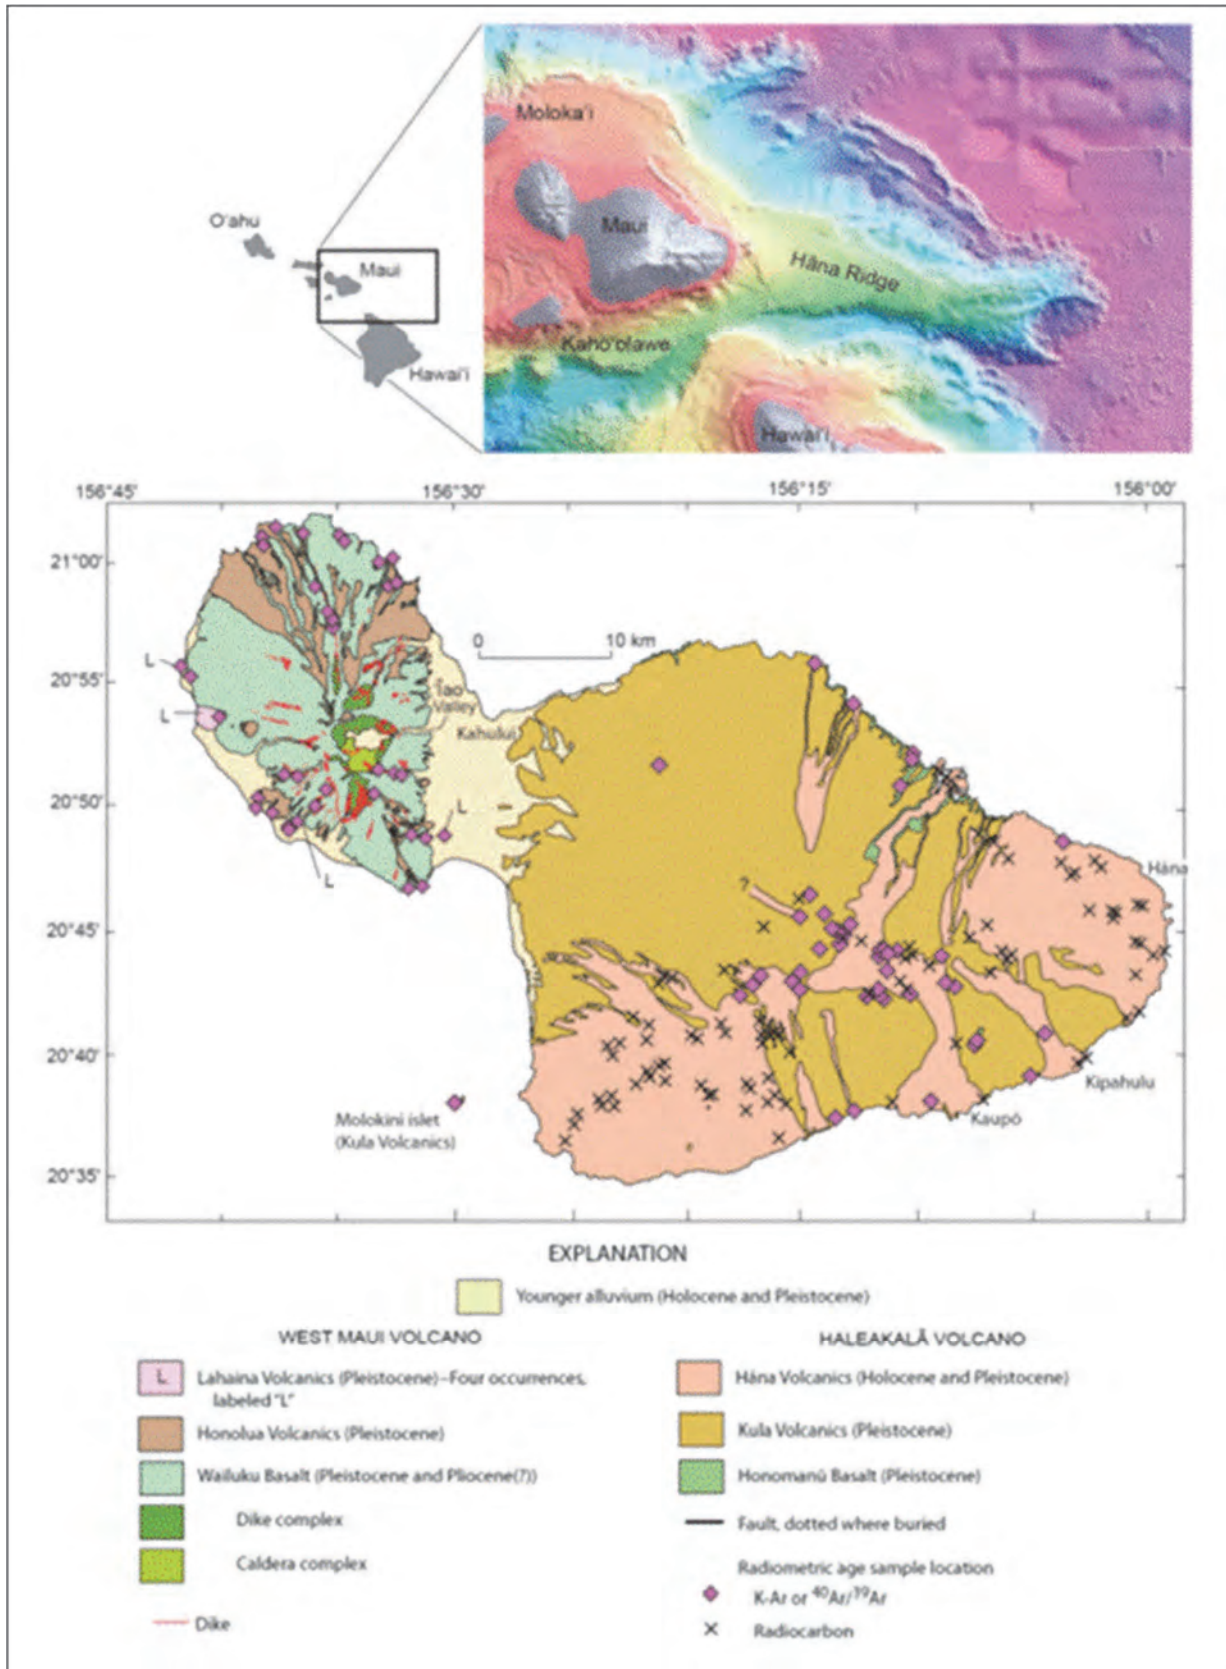 Moloka'i
O'ahu
Maui
Maui
Hāna Ridge
Kaho'olawe
Hawai'i
Hawai'i
156°45'
156°30'
156°15'
156°00'
21°00'
0 10 km
L
20°55'
Īao
Valley
L
Kahului
20°50'
L
Hāna
L
?
20°45'
20°40'
Kipahulu
Molokini islet
(Kula Volcanics)
Kaupō
20°35'
EXPLANATION
Younger alluvium (Holocene and Pleistocene)
WEST MAUI VOLCANO
L
Lahaina Volcanics (Pleistocene)–Four occurrences,
labeled "L"
Honolua Volcanics (Pleistocene)
Wailuku Basalt (Pleistocene and Pliocene(?))
Dike complex
Caldera complex
Dike
HALEAKALĀ VOLCANO
Hāna Volcanics (Holocene and Pleistocene)
Kula Volcanics (Pleistocene)
Honomanū Basalt (Pleistocene)
Fault, dotted where buried
Radiometric age sample location
K-Ar or ⁴⁰Ar/³⁹Ar
Radiocarbon